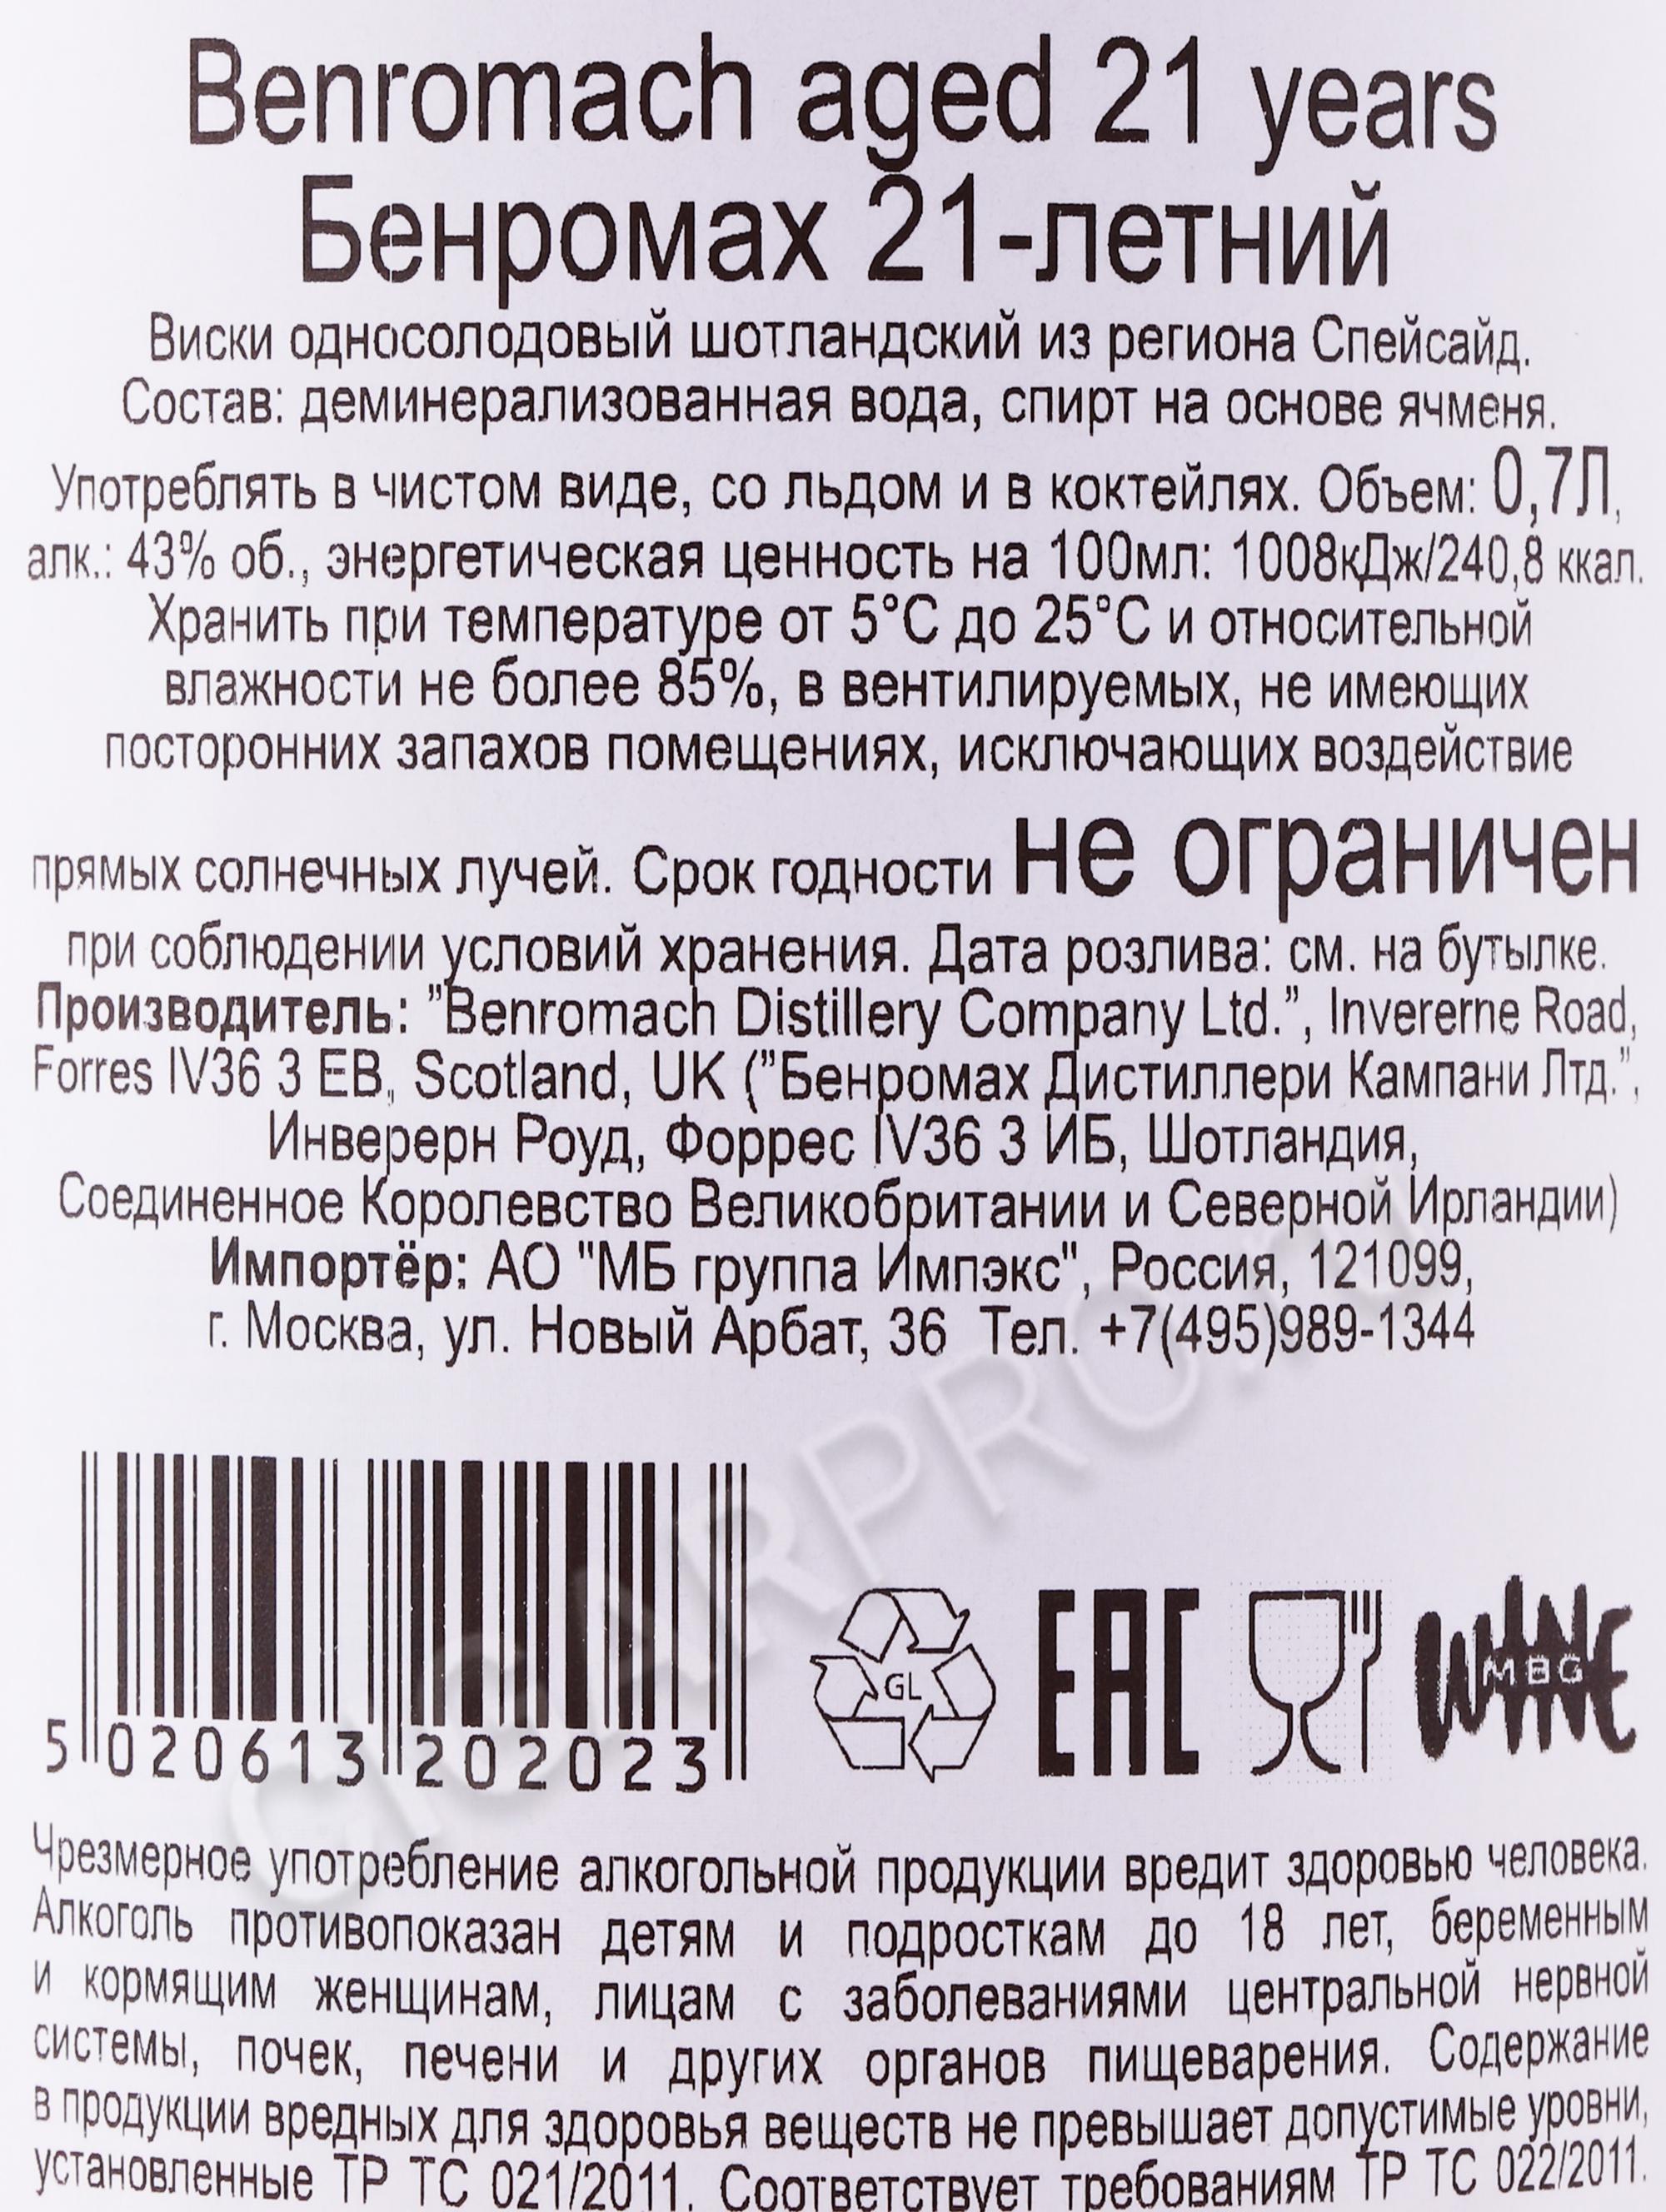 Benromach aged 21 years
Бенромах 21-летний
Виски односолодовый шотландский из региона Спейсайд.
Состав: деминерализованная вода, спирт на основе ячменя.
Употреблять в чистом виде, со льдом и в коктейлях. Объем: 0,7Л,
алк.: 43% об., энергетическая ценность на 100мл: 1008кДж/240,8 ккал.
Хранить при температуре от 5°С до 25°С и относительной
влажности не более 85%, в вентилируемых, не имеющих
посторонних запахов помещениях, исключающих воздействие
прямых солнечных лучей. Срок годности не ограничен
при соблюдении условий хранения. Дата розлива: см. на бутылке.
Производитель: "Benromach Distillery Company Ltd.", Invererne Road,
Forres IV36 3 EB, Scotland, UK ("Бенромах Дистиллери Кампани Лтд.",
Инверерн Роуд, Форрес IV36 3 ИБ, Шотландия,
Соединенное Королевство Великобритании и Северной Ирландии)
Импортёр: АО "МБ группа Импэкс", Россия, 121099,
г. Москва, ул. Новый Арбат, 36 Тел. +7(495)989-1344
5 020613 202023
GL
EAC
WINE
MBG
CIGARPRO.ru
Чрезмерное употребление алкогольной продукции вредит здоровью человека.
Алкоголь противопоказан детям и подросткам до 18 лет, беременным
и кормящим женщинам, лицам с заболеваниями центральной нервной
системы, почек, печени и других органов пищеварения. Содержание
в продукции вредных для здоровья веществ не превышает допустимые уровни,
установленные ТР ТС 021/2011. Соответствует требованиям ТР ТС 022/2011.